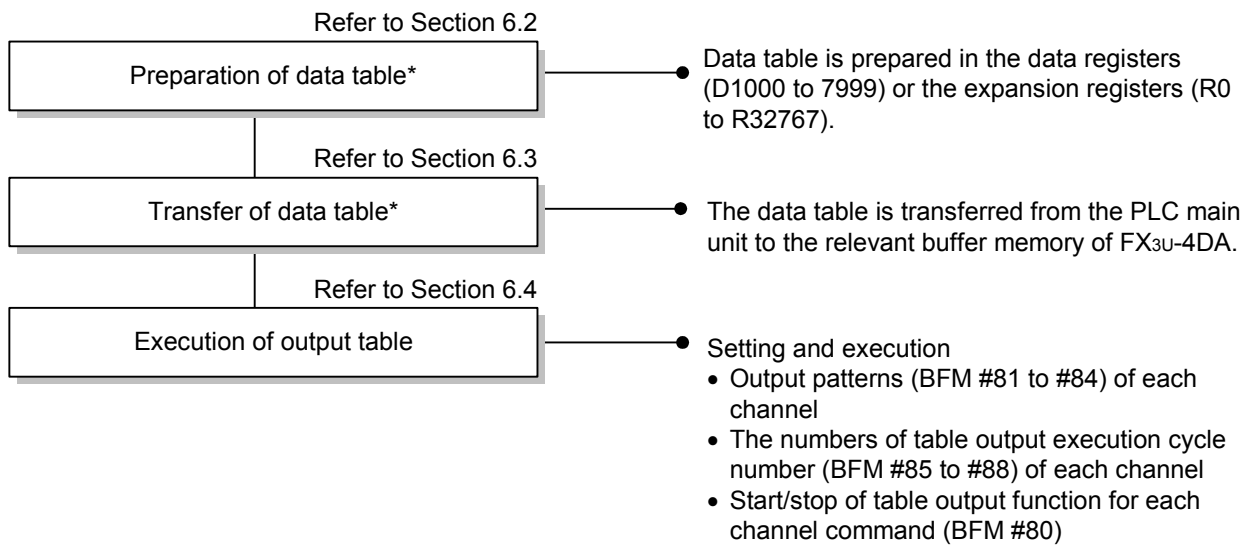 Refer to Section 6.2
Preparation of data table*
Data table is prepared in the data registers
(D1000 to 7999) or the expansion registers (R0
to R32767).
Refer to Section 6.3
Transfer of data table*
The data table is transferred from the PLC main
unit to the relevant buffer memory of FX3U-4DA.
Refer to Section 6.4
Execution of output table
Setting and execution
• Output patterns (BFM #81 to #84) of each
channel
• The numbers of table output execution cycle
number (BFM #85 to #88) of each channel
• Start/stop of table output function for each
channel command (BFM #80)